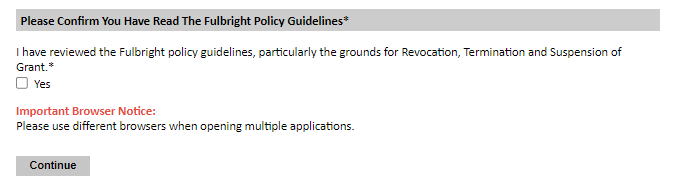 Please Confirm You Have Read The Fulbright Policy Guidelines*
I have reviewed the Fulbright policy guidelines, particularly the grounds for Revocation, Termination and Suspension of
Grant.*
Yes
Important Browser Notice:
Please use different browsers when opening multiple applications.
Continue